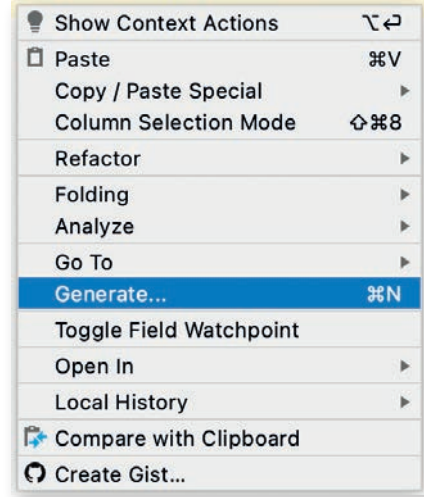 Show Context Actions ⌥⏎
Paste ⌘V
Copy / Paste Special
Column Selection Mode ⇧⌘8
Refactor
Folding
Analyze
Go To
Generate... ⌘N
Toggle Field Watchpoint
Open In
Local History
Compare with Clipboard
Create Gist...